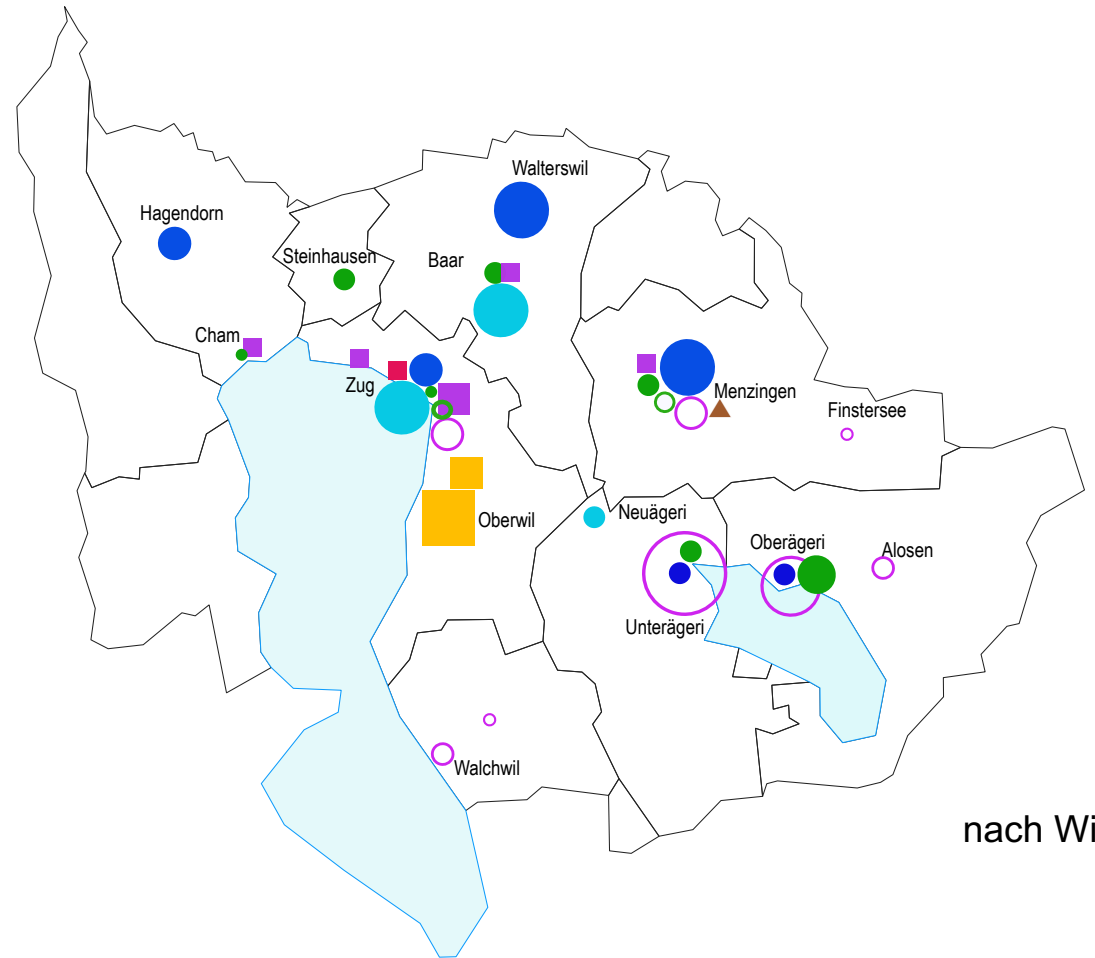 Walterswil
Hagendorn
Steinhausen
Baar
Cham
Zug
Menzingen
Finstersee
Oberwil
Neuägeri
Oberägeri
Alosen
Unterägeri
Walchwil
nach Wi